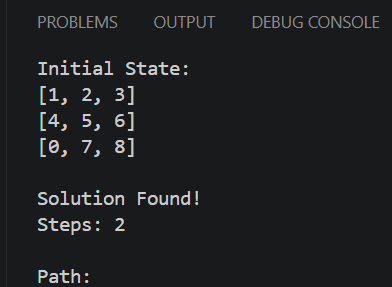 PROBLEMS OUTPUT DEBUG CONSOLE
Initial State:
[1, 2, 3]
[4, 5, 6]
[0, 7, 8]
Solution Found!
Steps: 2
Path: